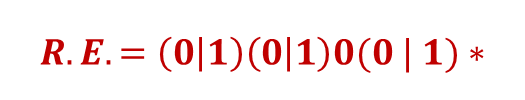 R. E. = (0|1)(0|1)0(0 | 1) *